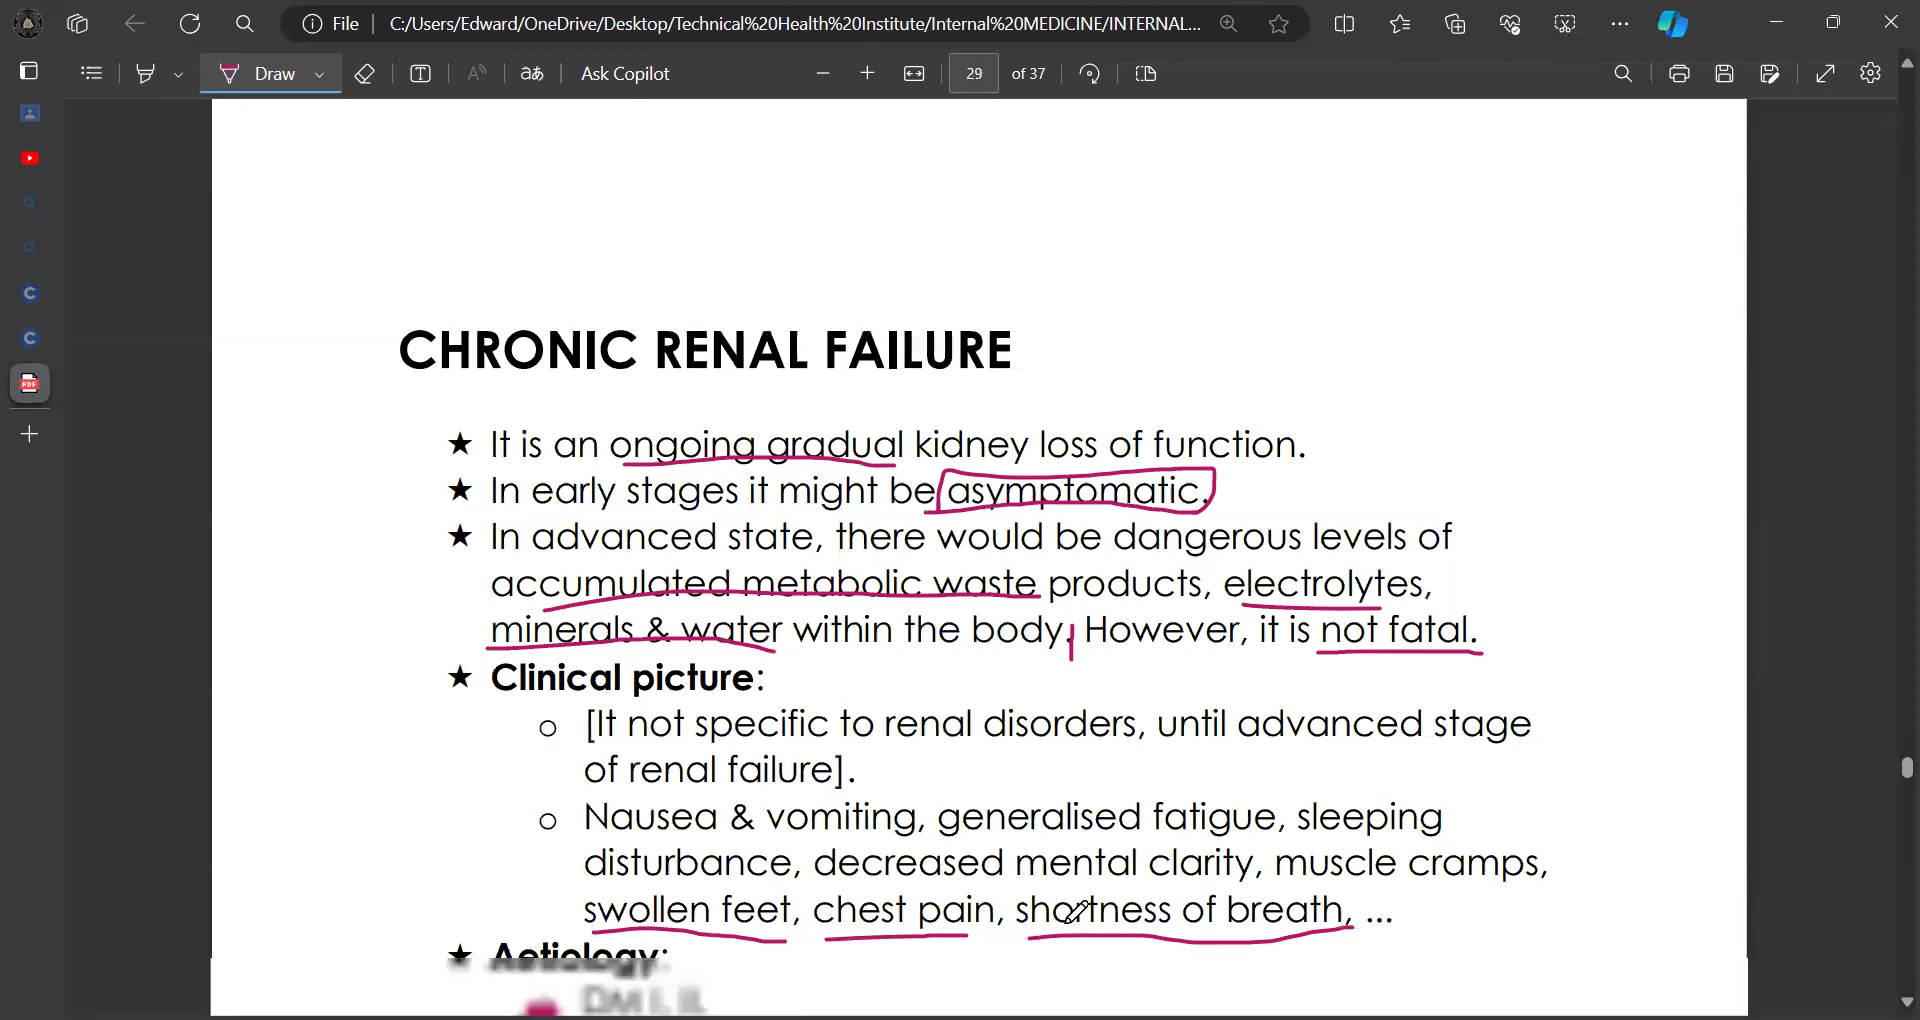 File
C:/Users/Edward/OneDrive/Desktop/Technical%20Health%20Institute/Internal%20MEDICINE/INTERNAL...
Draw
aあ
Ask Copilot
29 of 37
CHRONIC RENAL FAILURE
★ It is an ongoing gradual kidney loss of function.
★ In early stages it might be asymptomatic.
★ In advanced state, there would be dangerous levels of
accumulated metabolic waste products, electrolytes,
minerals & water within the body. However, it is not fatal.
★ Clinical picture:
o [It not specific to renal disorders, until advanced stage
of renal failure].
o Nausea & vomiting, generalised fatigue, sleeping
disturbance, decreased mental clarity, muscle cramps,
swollen feet, chest pain, shortness of breath, ...
★ Aetiology:
DM I, II,